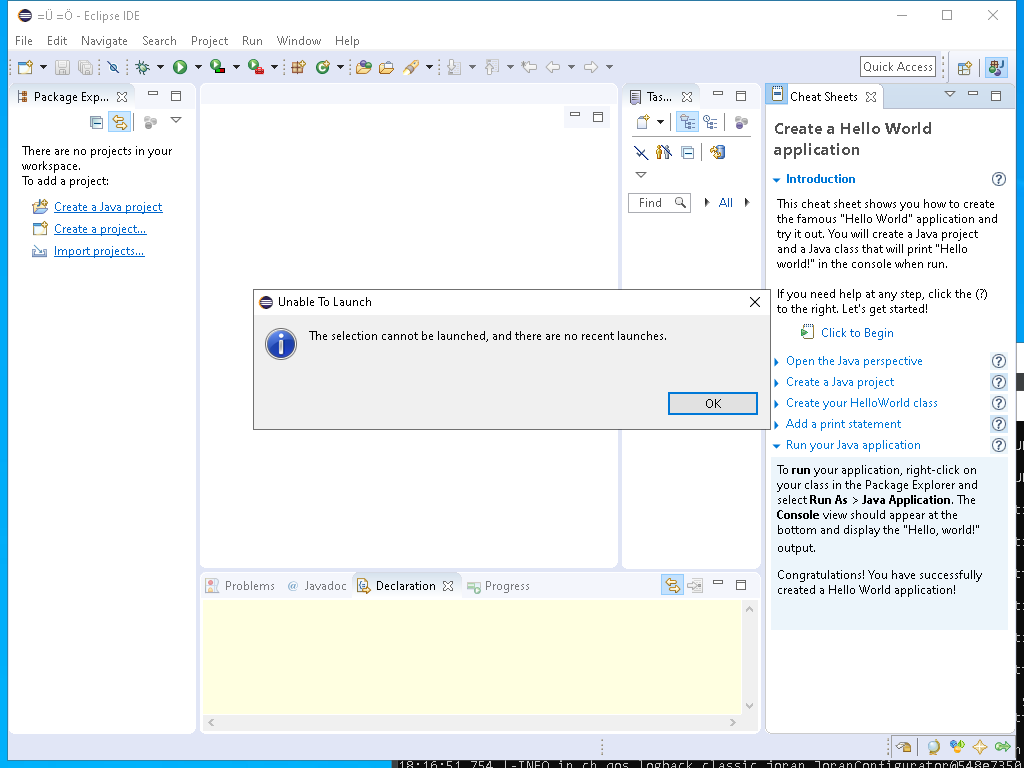 =Ü =Ö - Eclipse IDE
File Edit Navigate Search Project Run Window Help
Quick Access
Package Exp...
There are no projects in your
workspace.
To add a project:
Create a Java project
Create a project...
Import projects...
Tas...
Find
All
Cheat Sheets
Create a Hello World
application
Introduction
This cheat sheet shows you how to create
the famous "Hello World" application and
try it out. You will create a Java project
and a Java class that will print "Hello
world!" in the console when run.
If you need help at any step, click the (?)
to the right. Let's get started!
Click to Begin
Open the Java perspective
Create a Java project
Create your HelloWorld class
Add a print statement
Run your Java application
To run your application, right-click on
your class in the Package Explorer and
select Run As > Java Application. The
Console view should appear at the
bottom and display the "Hello, world!"
output.
Congratulations! You have successfully
created a Hello World application!
Unable To Launch
The selection cannot be launched, and there are no recent launches.
OK
Problems @ Javadoc Declaration Progress
18:16:51,754 |-INFO in ch.qos.logback.classic.joran.JoranConfigurator@548e7350